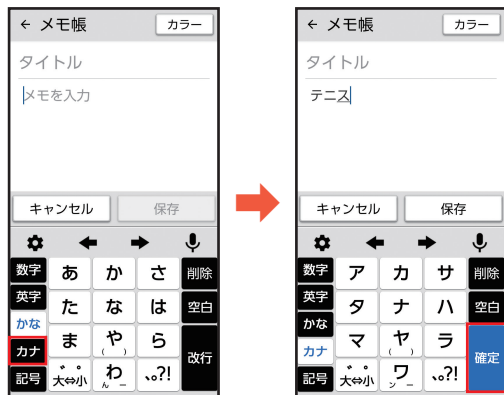 ← メモ帳 カラー
タイトル
メモを入力
キャンセル 保存
数字 あ か さ 削除
英字 た な は 空白
かな
カナ ま や ( ) ら 改行
記号 大⇔小 ゛゜ わ ん ー 、。?!
← メモ帳 カラー
タイトル
テニス
キャンセル 保存
数字 ア カ サ 削除
英字 タ ナ ハ 空白
かな
カナ マ ヤ ( ) ラ 確定
記号 大⇔小 ゛゜ ワ ン ー 、。?!